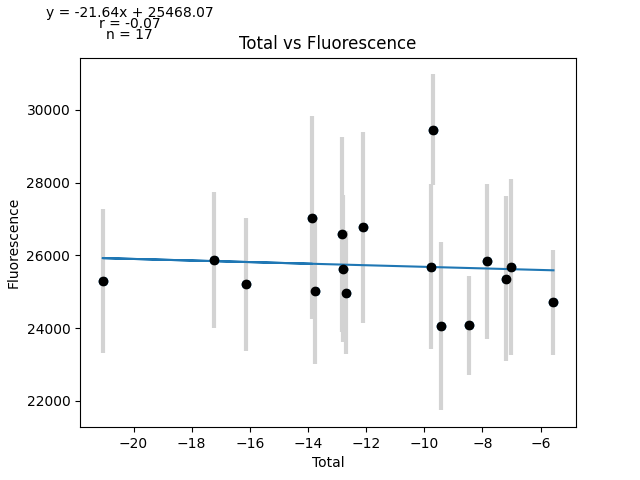 y = -21.64x + 25468.07
r = -0.07
n = 17
Total vs Fluorescence
30000
28000
26000
24000
22000
Fluorescence
−20
−18
−16
−14
−12
−10
−8
−6
Total